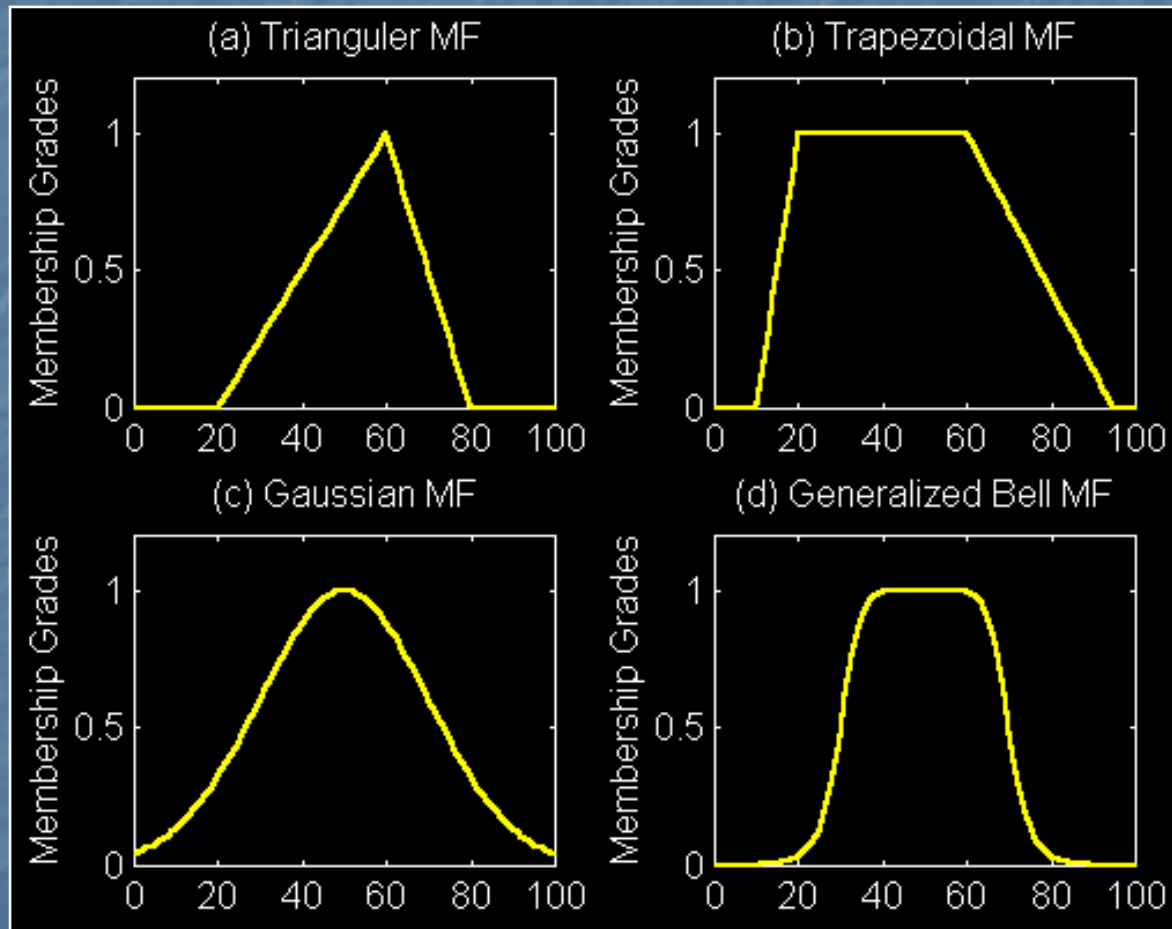 (a) Trianguler MF
Membership Grades
1
0.5
0
0 20 40 60 80 100
(b) Trapezoidal MF
Membership Grades
1
0.5
0
0 20 40 60 80 100
(c) Gaussian MF
Membership Grades
1
0.5
0
0 20 40 60 80 100
(d) Generalized Bell MF
Membership Grades
1
0.5
0
0 20 40 60 80 100